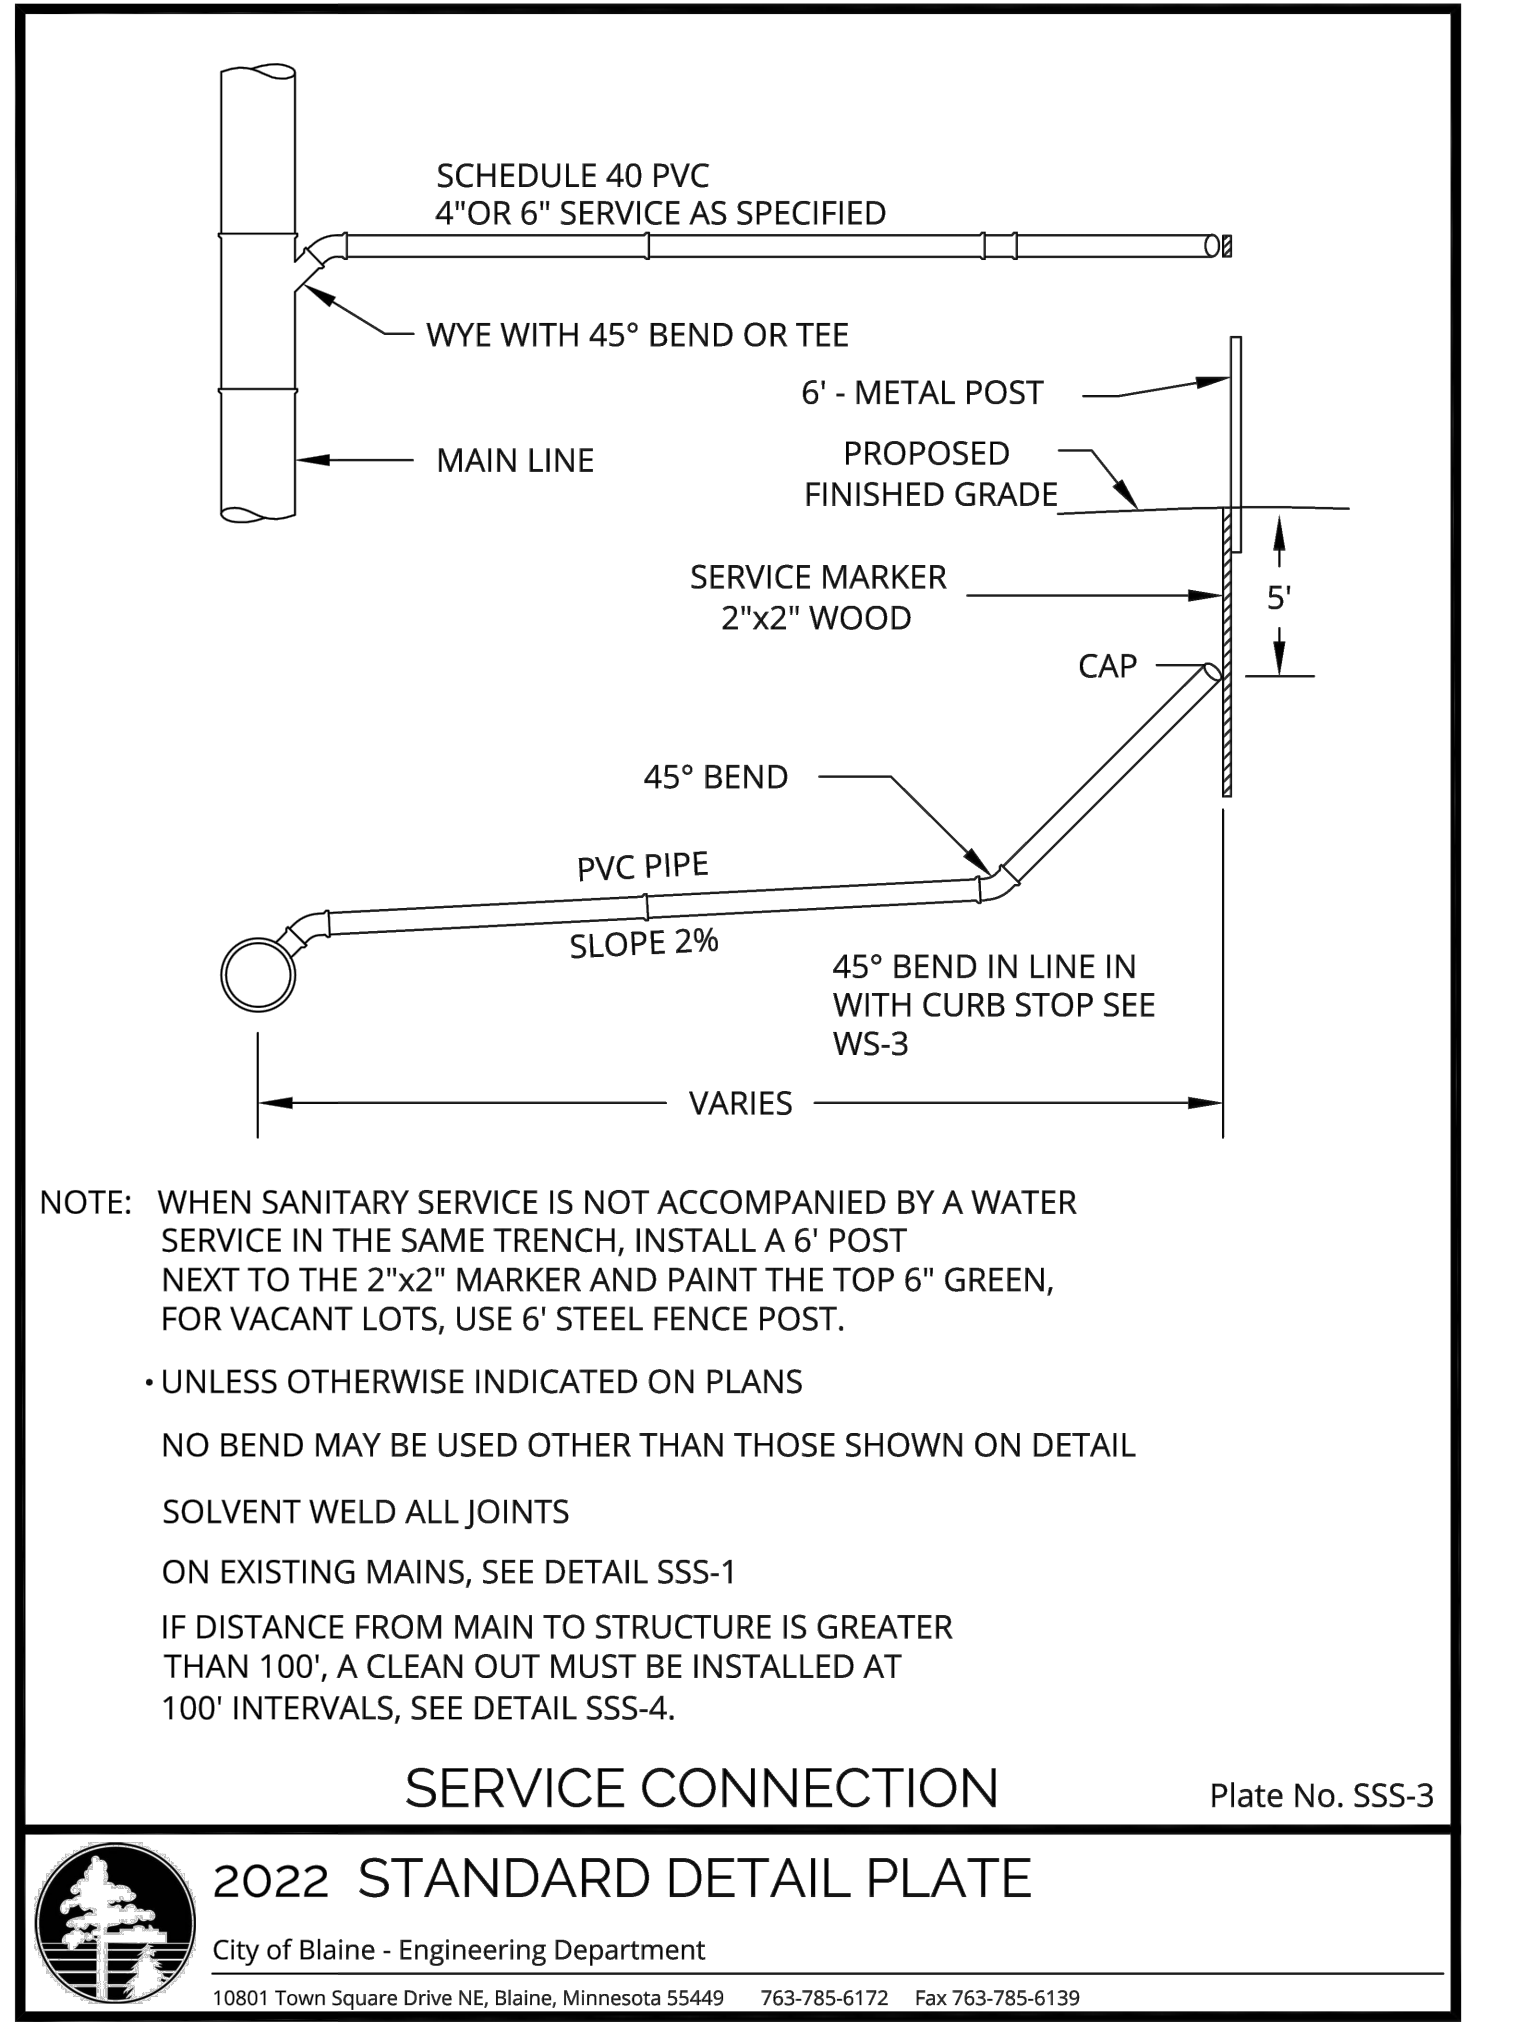 SCHEDULE 40 PVC
4"OR 6" SERVICE AS SPECIFIED
WYE WITH 45° BEND OR TEE
6' - METAL POST
MAIN LINE
PROPOSED
FINISHED GRADE
SERVICE MARKER
2"x2" WOOD
5'
CAP
45° BEND
PVC PIPE
SLOPE 2%
45° BEND IN LINE IN
WITH CURB STOP SEE
WS-3
VARIES
NOTE: WHEN SANITARY SERVICE IS NOT ACCOMPANIED BY A WATER
SERVICE IN THE SAME TRENCH, INSTALL A 6' POST
NEXT TO THE 2"x2" MARKER AND PAINT THE TOP 6" GREEN,
FOR VACANT LOTS, USE 6' STEEL FENCE POST.
· UNLESS OTHERWISE INDICATED ON PLANS
NO BEND MAY BE USED OTHER THAN THOSE SHOWN ON DETAIL
SOLVENT WELD ALL JOINTS
ON EXISTING MAINS, SEE DETAIL SSS-1
IF DISTANCE FROM MAIN TO STRUCTURE IS GREATER
THAN 100', A CLEAN OUT MUST BE INSTALLED AT
100' INTERVALS, SEE DETAIL SSS-4.
SERVICE CONNECTION
Plate No. SSS-3
2022 STANDARD DETAIL PLATE
City of Blaine - Engineering Department
10801 Town Square Drive NE, Blaine, Minnesota 55449 763-785-6172 Fax 763-785-6139